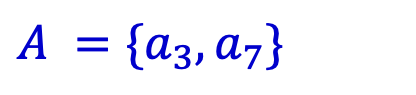 A = {a₃, a₇}